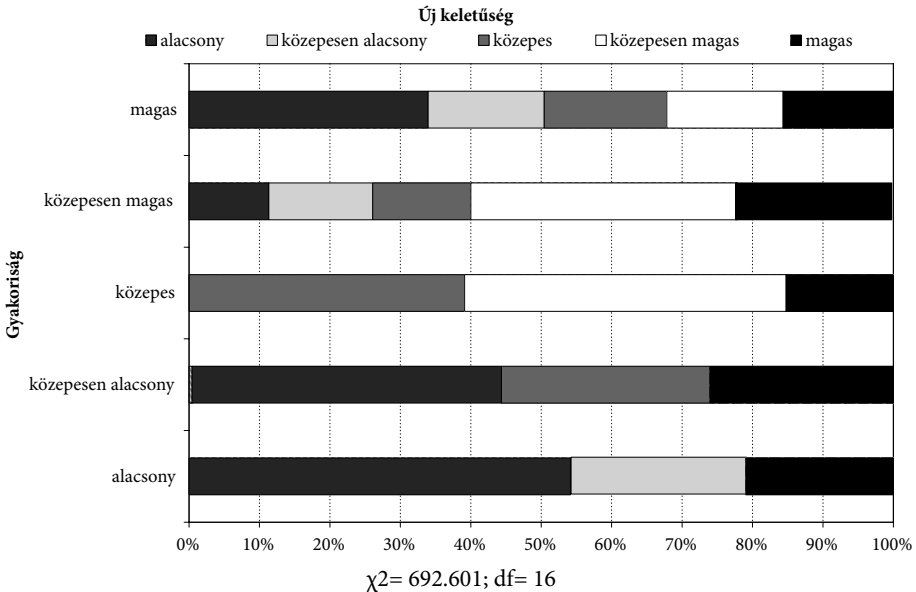 Új keletűség
alacsony közepesen alacsony közepes közepesen magas magas
magas
közepesen magas
közepes
közepesen alacsony
alacsony
Gyakoriság
0% 10% 20% 30% 40% 50% 60% 70% 80% 90% 100%
χ2= 692.601; df= 16